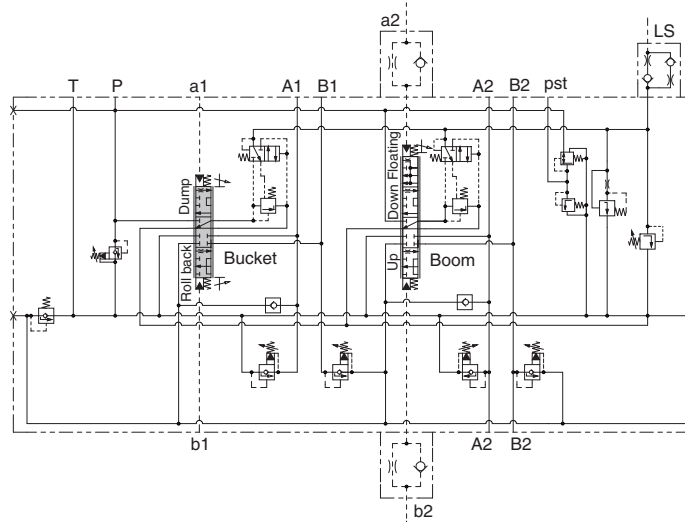 a2
LS
T P a1 A1 B1 A2 B2 pst
Dump
Down Floating
Roll back
Bucket
Up
Boom
b1 A2 B2
b2